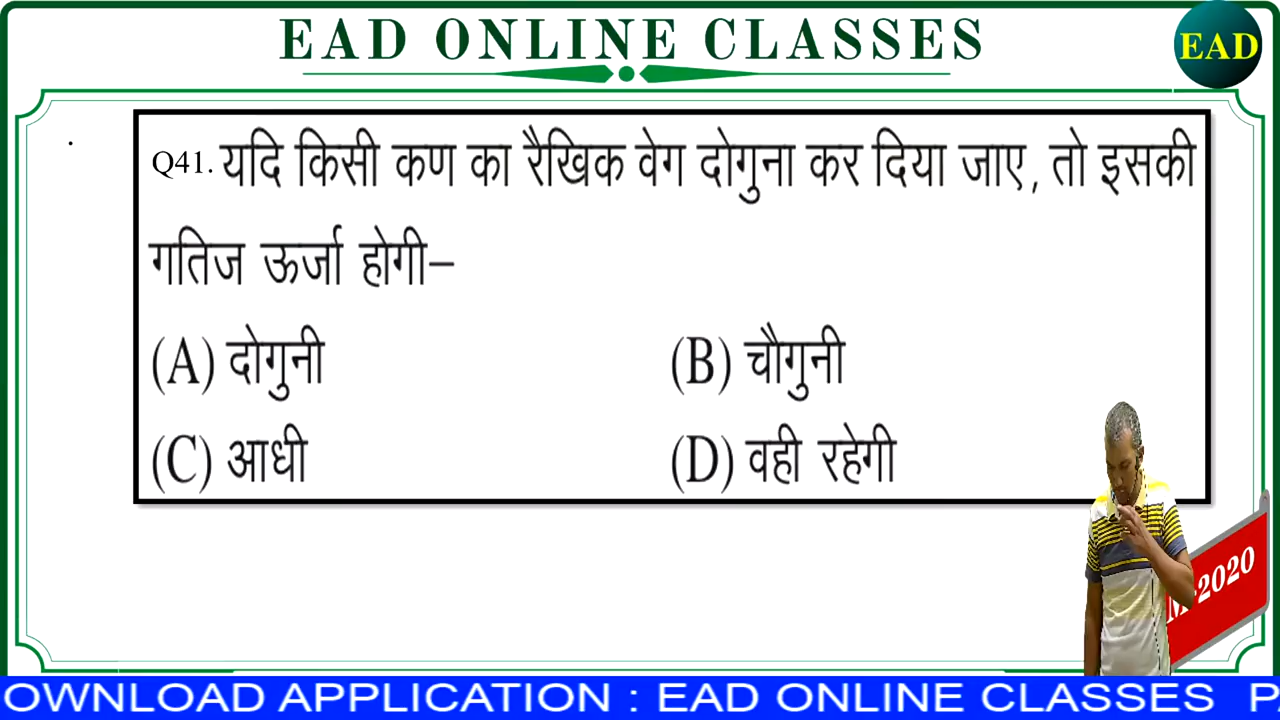 EAD ONLINE CLASSES
EAD
Q41. यदि किसी कण का रैखिक वेग दोगुना कर दिया जाए, तो इसकी
गतिज ऊर्जा होगी–
(A) दोगुनी (B) चौगुनी
(C) आधी (D) वही रहेगी
2020
OWNLOAD APPLICATION : EAD ONLINE CLASSES